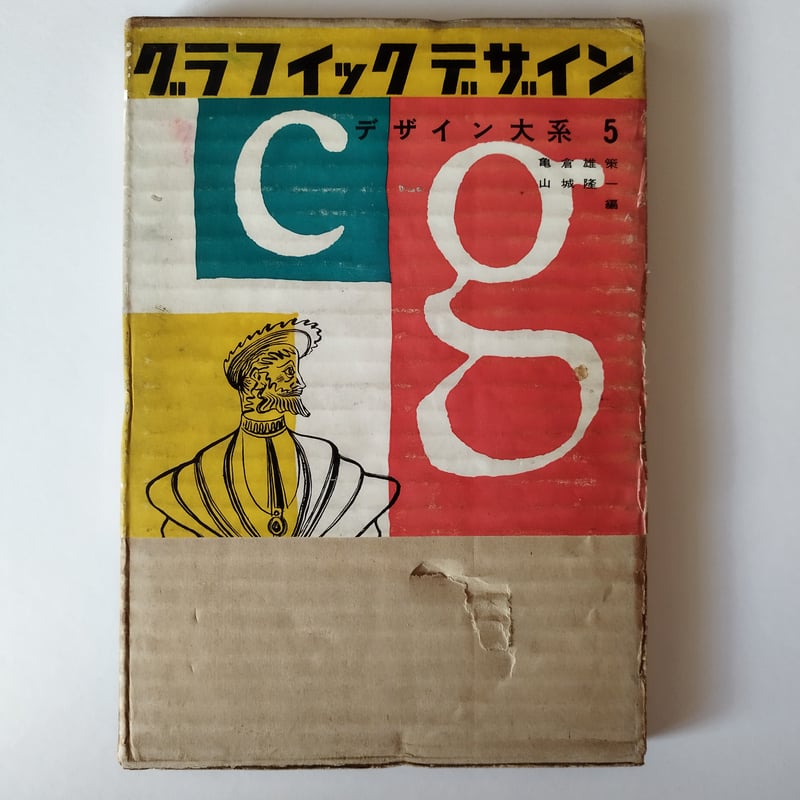 グラフイックデザイン
デザイン大系 5
亀倉雄策
山城隆一
編
c
g